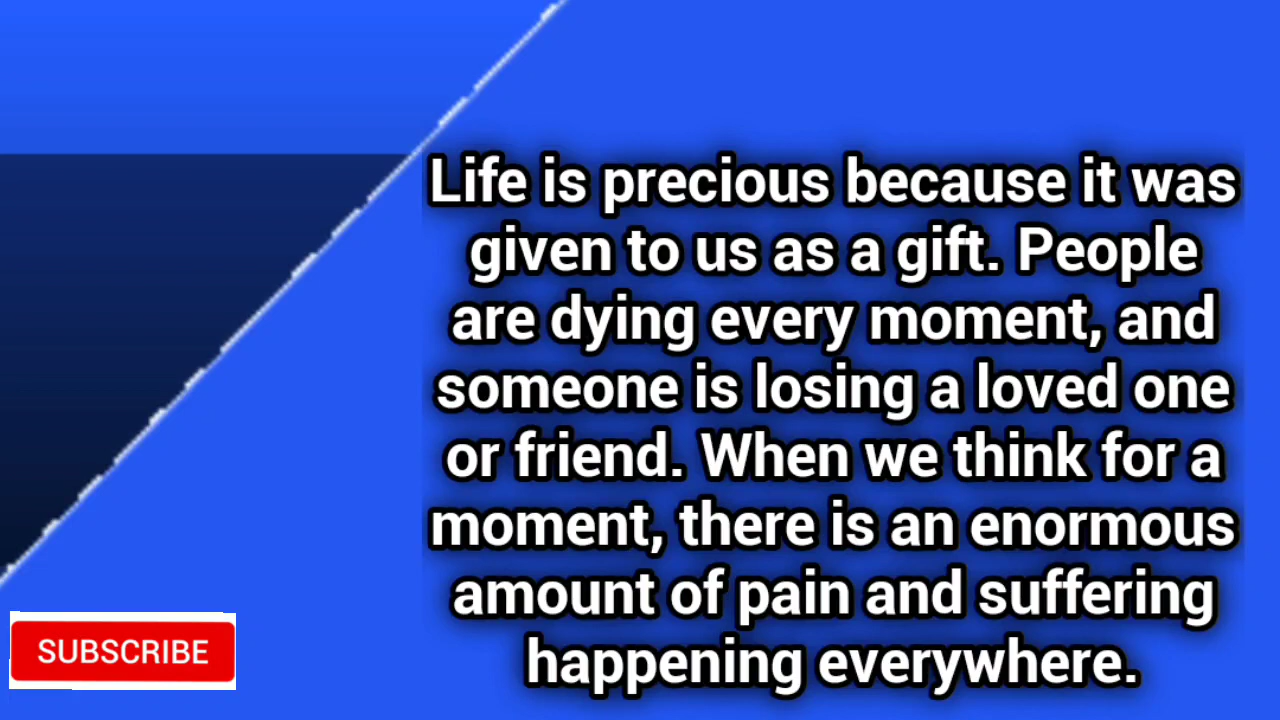 Life is precious because it was
given to us as a gift. People
are dying every moment, and
someone is losing a loved one
or friend. When we think for a
moment, there is an enormous
amount of pain and suffering
happening everywhere.
SUBSCRIBE